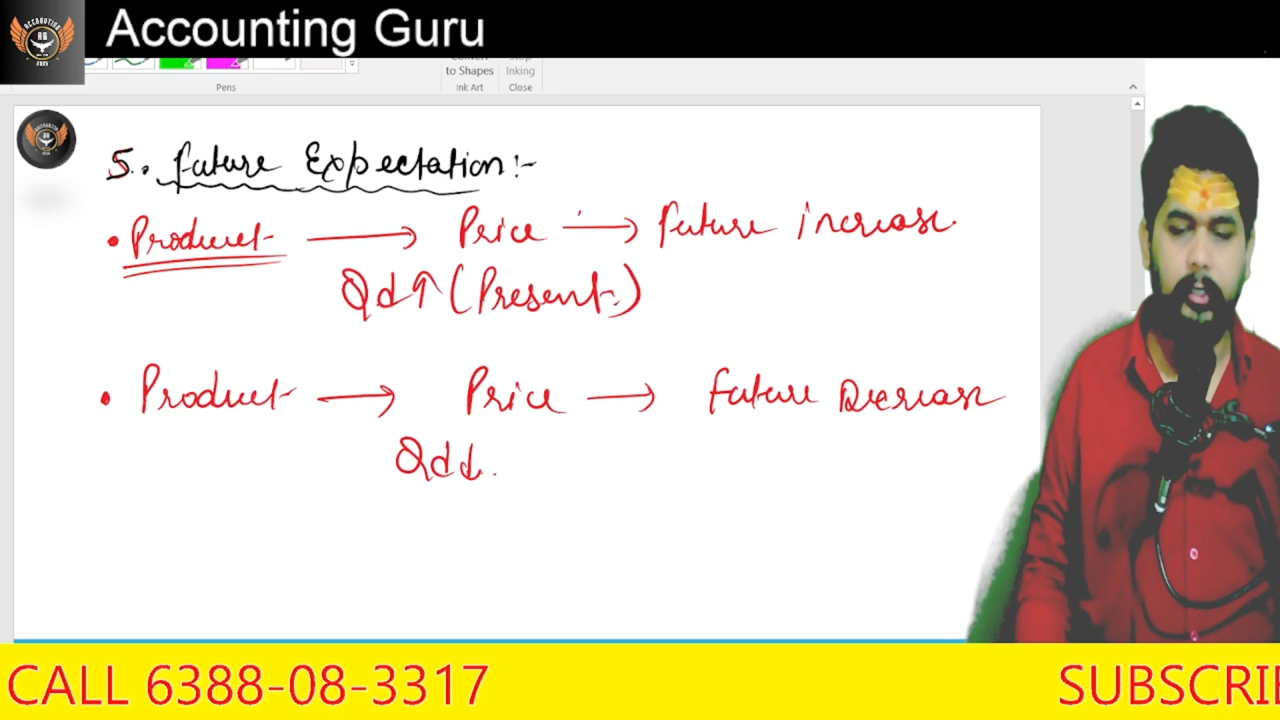 Accounting Guru
to Shapes
Inking
Pens
Ink Art
Close
5. Future Expectation :-
• Product → Price → Future increase
Qd↑ (Present)
• Product → Price → Future Decrease
Qd↓
CALL 6388-08-3317
SUBSCRI